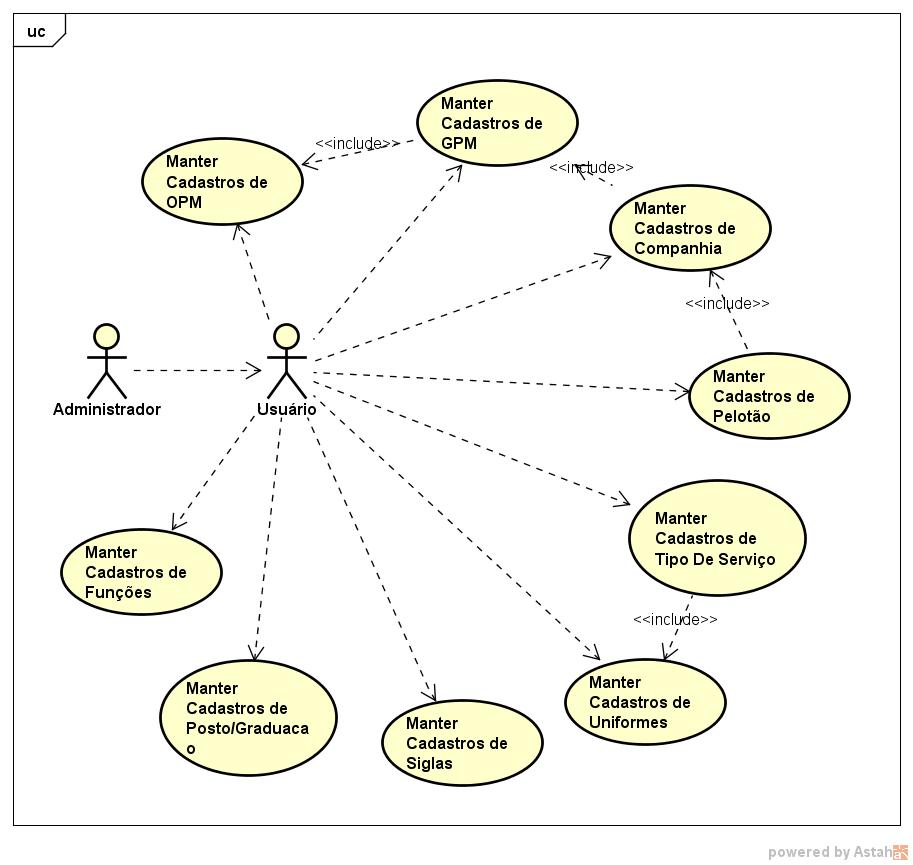 uc
Manter
Cadastros de
GPM
<<include>>
Manter
Cadastros de
OPM
<<include>>
Manter
Cadastros de
Companhia
<<include>>
Manter
Cadastros de
Pelotão
Administrador
Usuário
Manter
Cadastros de
Tipo De Serviço
Manter
Cadastros de
Funções
<<include>>
Manter
Cadastros de
Posto/Graduaca
o
Manter
Cadastros de
Siglas
Manter
Cadastros de
Uniformes
powered by Astah